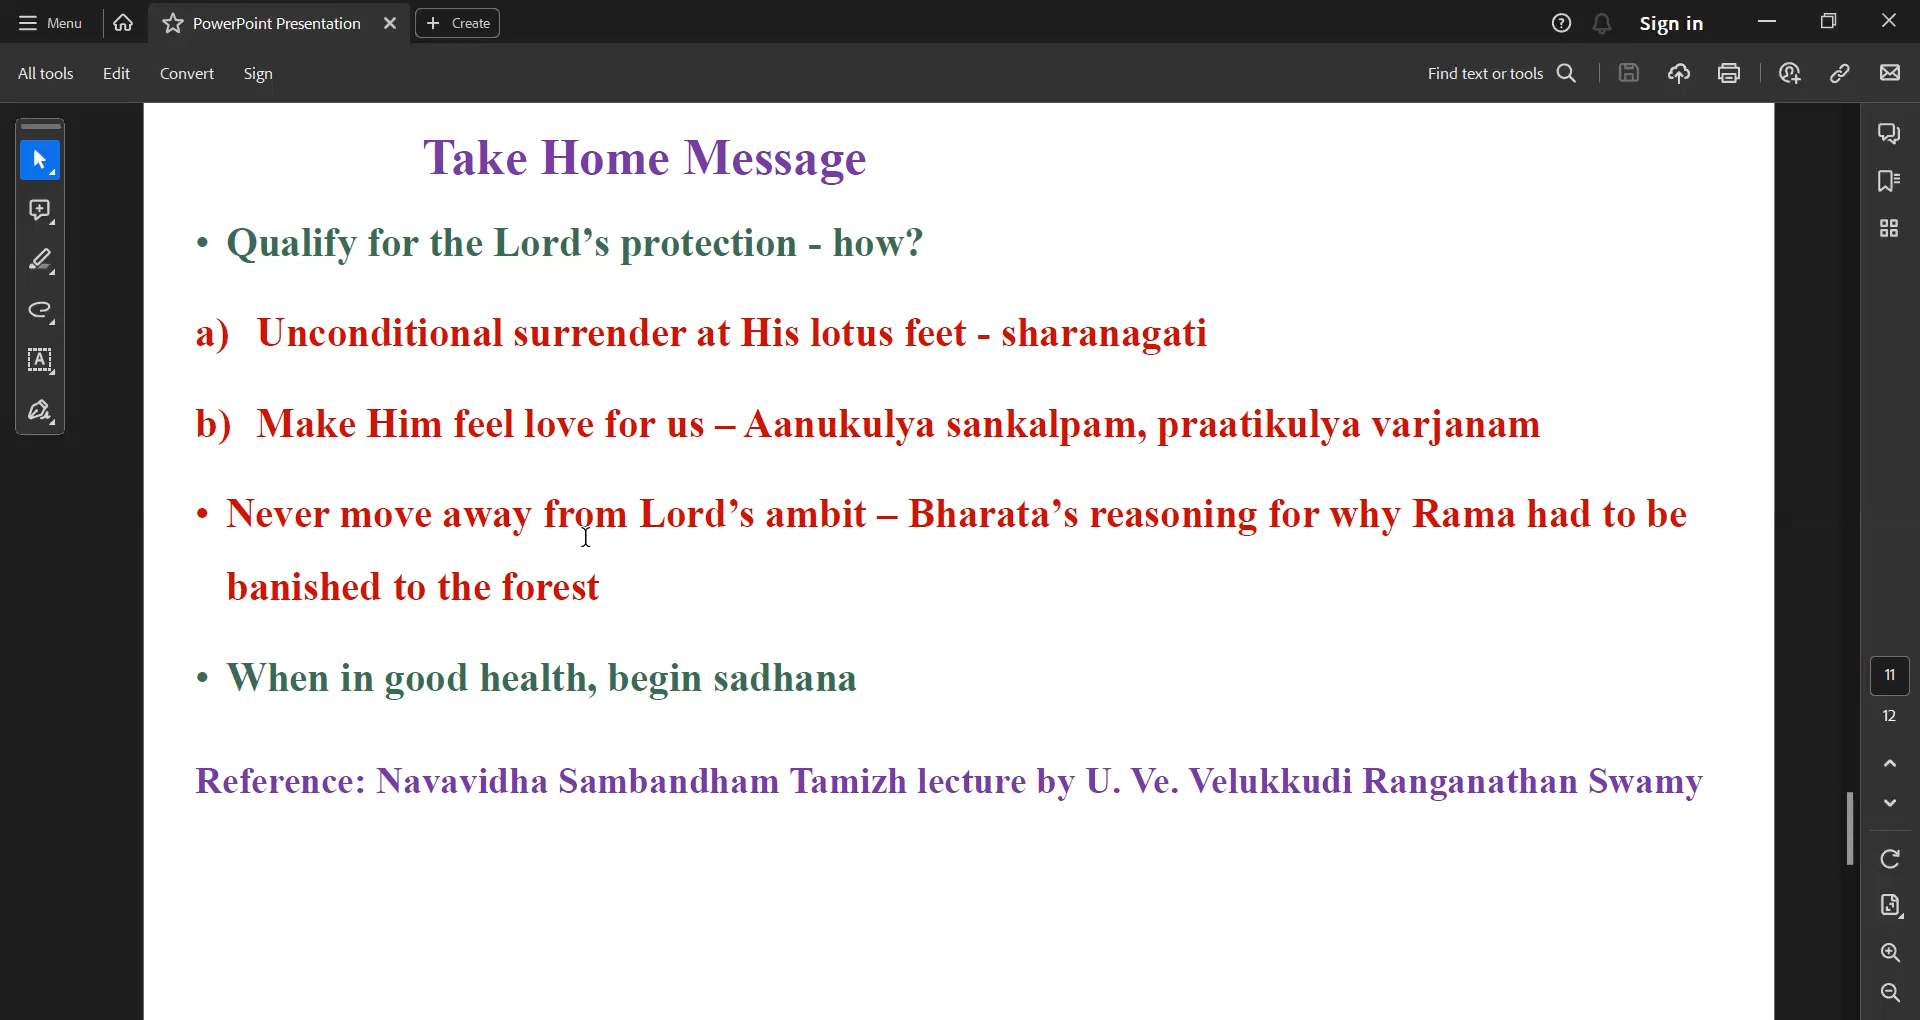 Menu
PowerPoint Presentation
Create
Sign in
All tools Edit Convert Sign
Find text or tools
Take Home Message
• Qualify for the Lord’s protection - how?
a) Unconditional surrender at His lotus feet - sharanagati
b) Make Him feel love for us – Aanukulya sankalpam, praatikulya varjanam
• Never move away from Lord’s ambit – Bharata’s reasoning for why Rama had to be
banished to the forest
• When in good health, begin sadhana
Reference: Navavidha Sambandham Tamizh lecture by U. Ve. Velukkudi Ranganathan Swamy
11
12